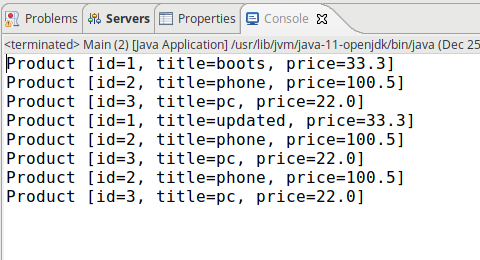 Problems Servers Properties Console
<terminated> Main (2) [Java Application] /usr/lib/jvm/java-11-openjdk/bin/java (Dec 25
Product [id=1, title=boots, price=33.3]
Product [id=2, title=phone, price=100.5]
Product [id=3, title=pc, price=22.0]
Product [id=1, title=updated, price=33.3]
Product [id=2, title=phone, price=100.5]
Product [id=3, title=pc, price=22.0]
Product [id=2, title=phone, price=100.5]
Product [id=3, title=pc, price=22.0]